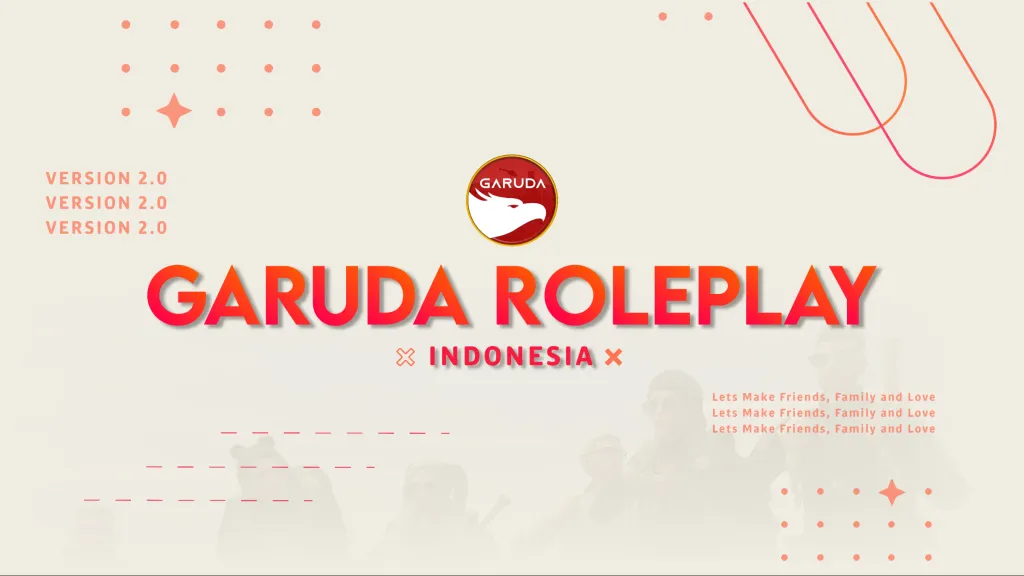 VERSION 2.0
VERSION 2.0
VERSION 2.0
GARUDA
GARUDA ROLEPLAY
INDONESIA
Lets Make Friends, Family and Love
Lets Make Friends, Family and Love
Lets Make Friends, Family and Love